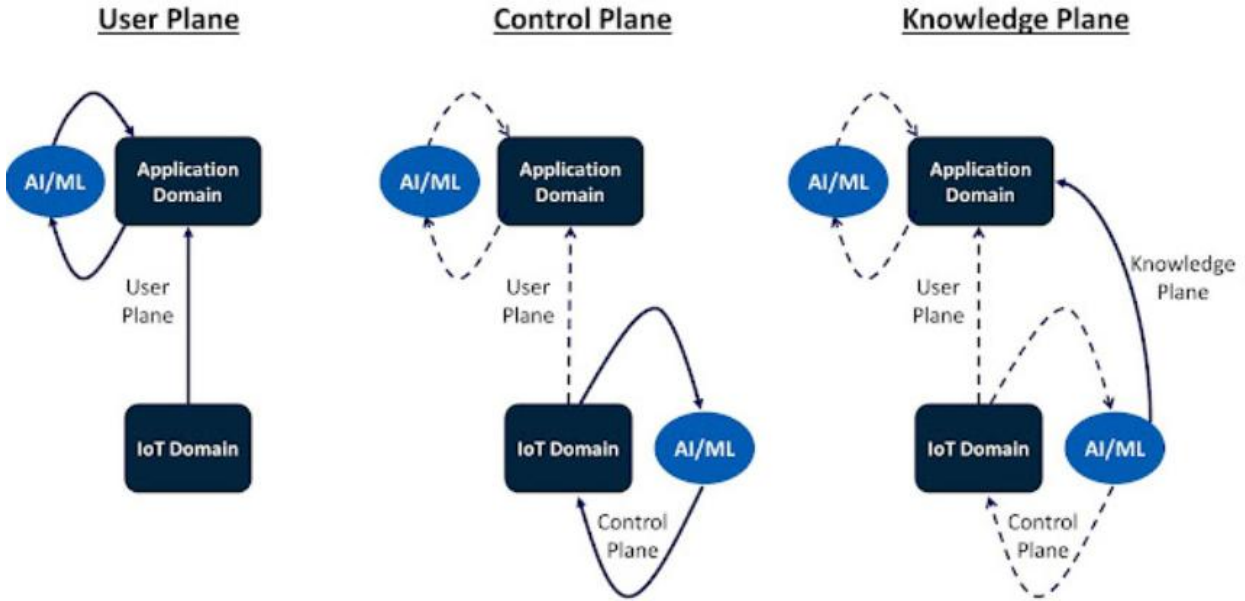 User Plane
AI/ML
Application
Domain
User
Plane
IoT Domain
Control Plane
AI/ML
Application
Domain
User
Plane
IoT Domain
AI/ML
Control
Plane
Knowledge Plane
AI/ML
Application
Domain
Knowledge
Plane
User
Plane
IoT Domain
AI/ML
Control
Plane